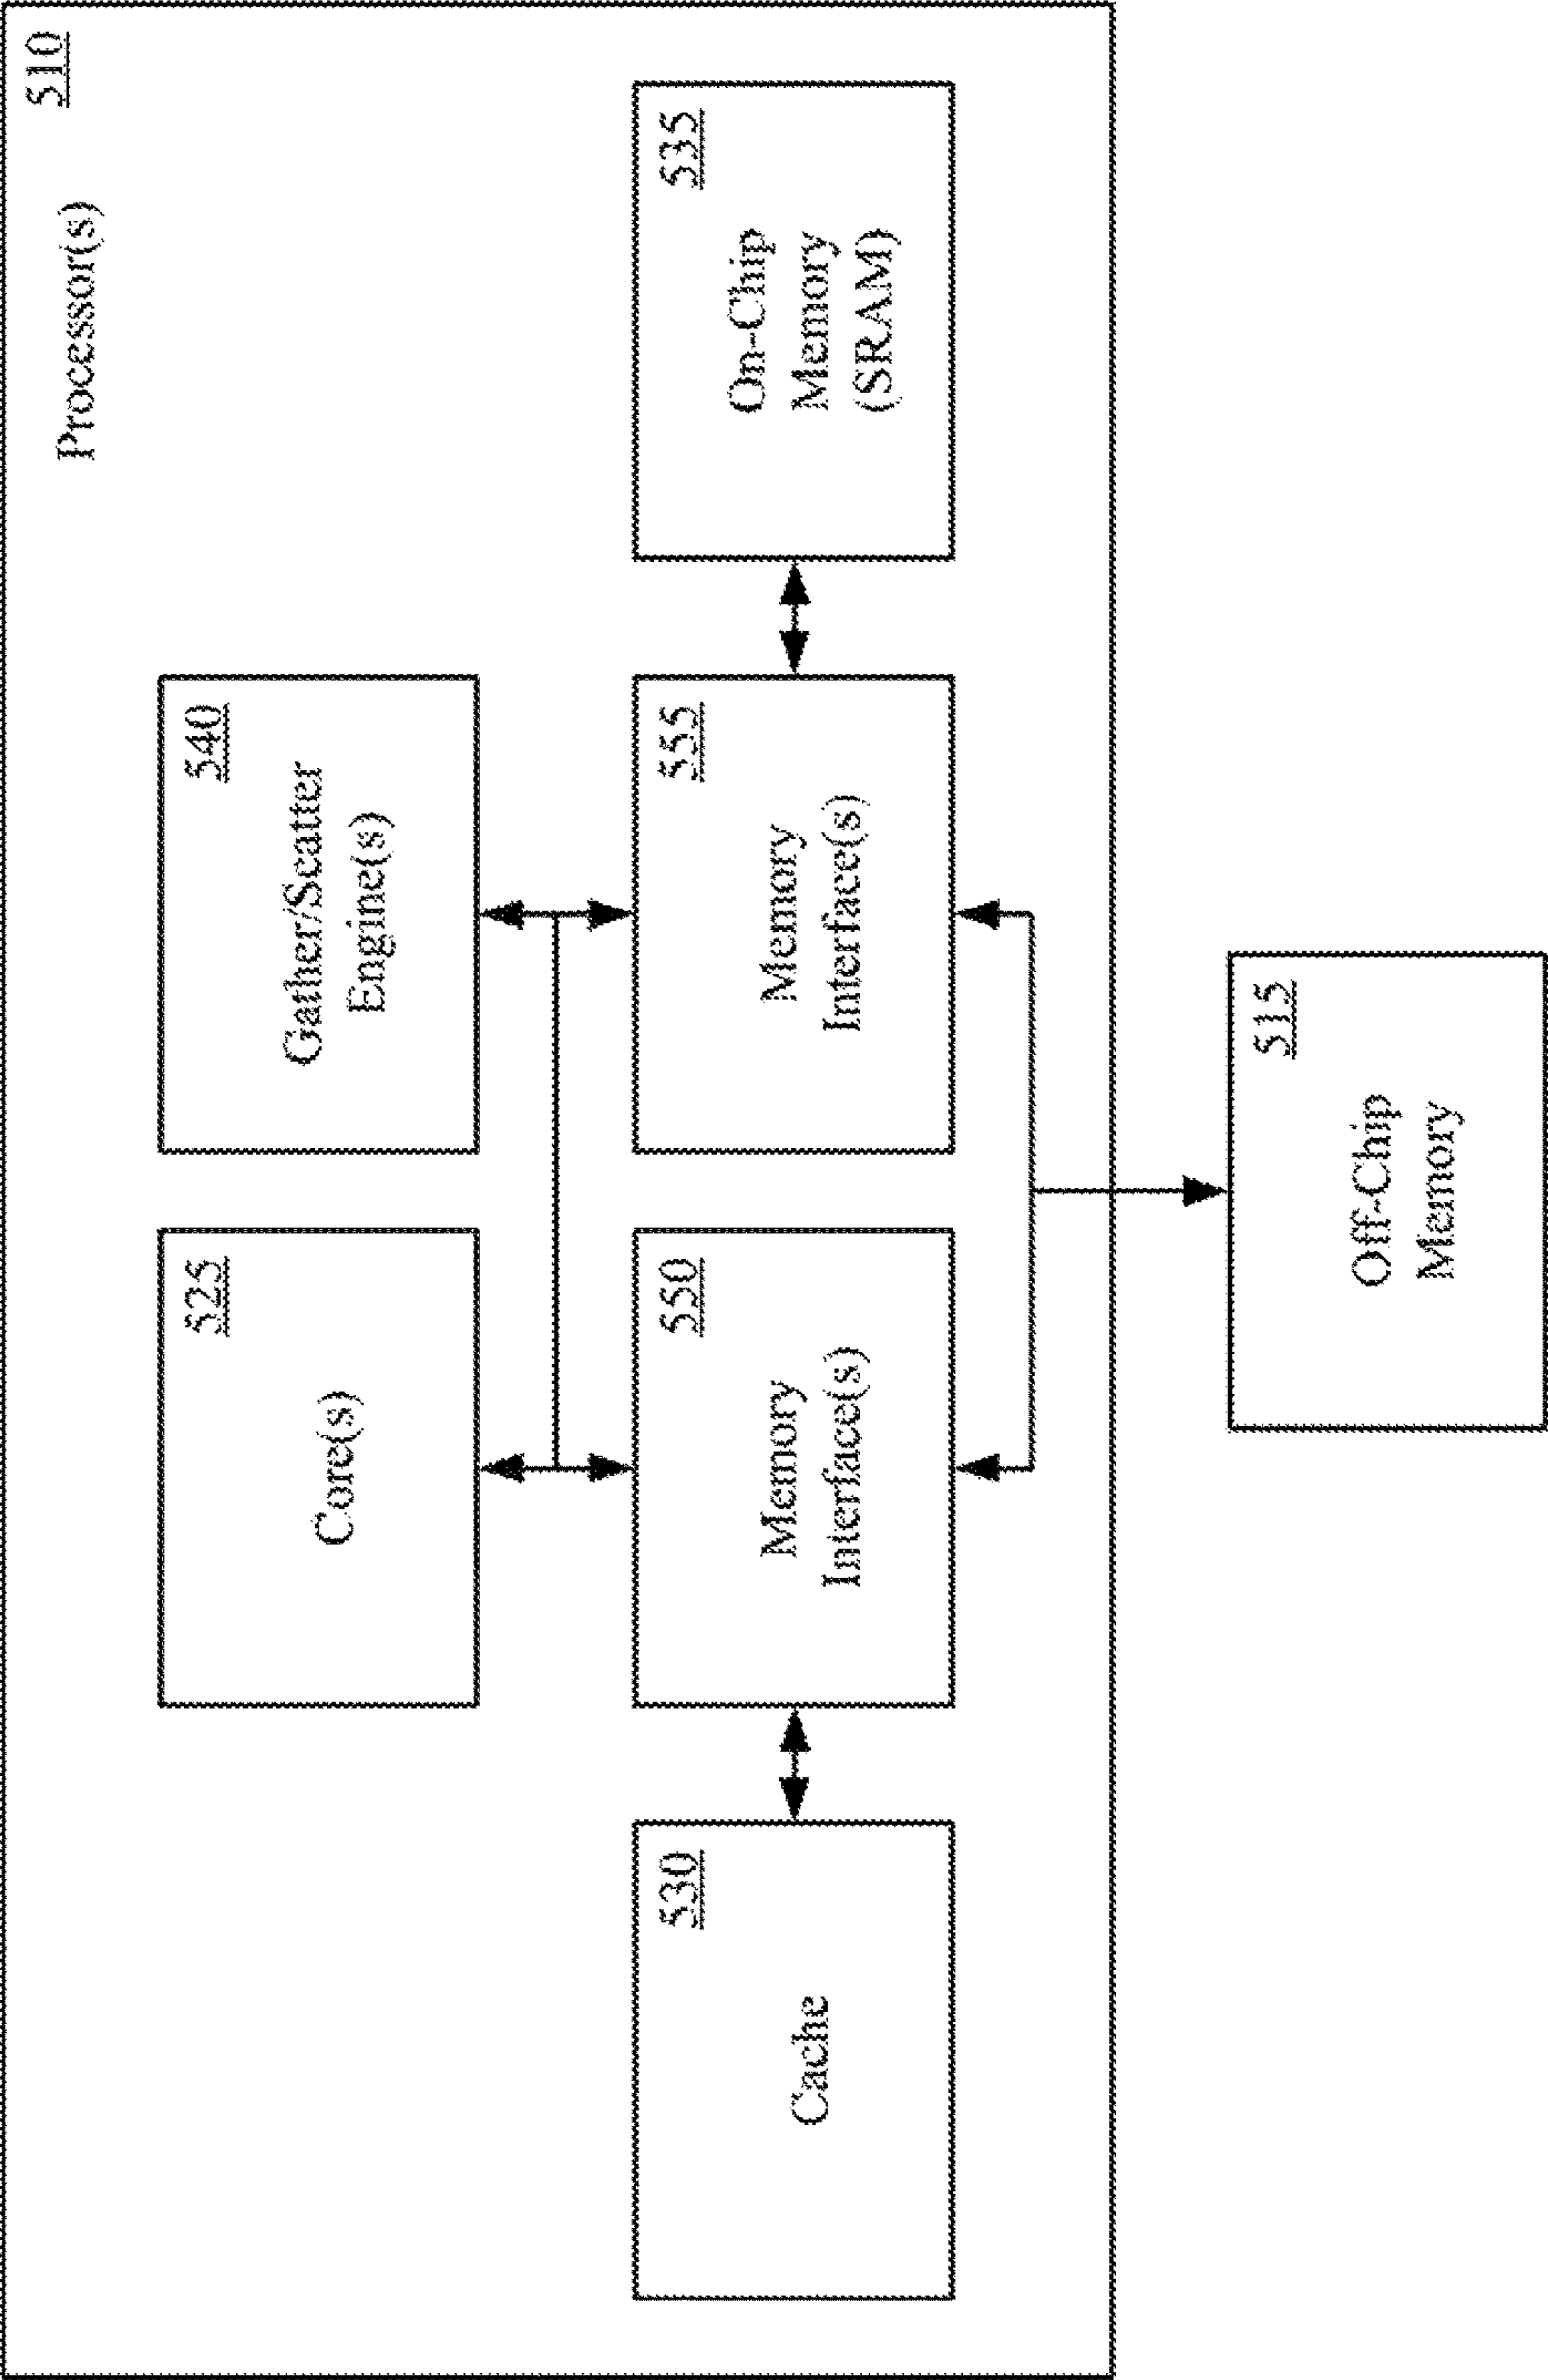 510
Processor(s)
525
Core(s)
540
Gather/Scatter
Engine(s)
530
Cache
550
Memory
Interface(s)
555
Memory
Interface(s)
535
On-Chip
Memory
(SRAM)
515
Off-Chip
Memory